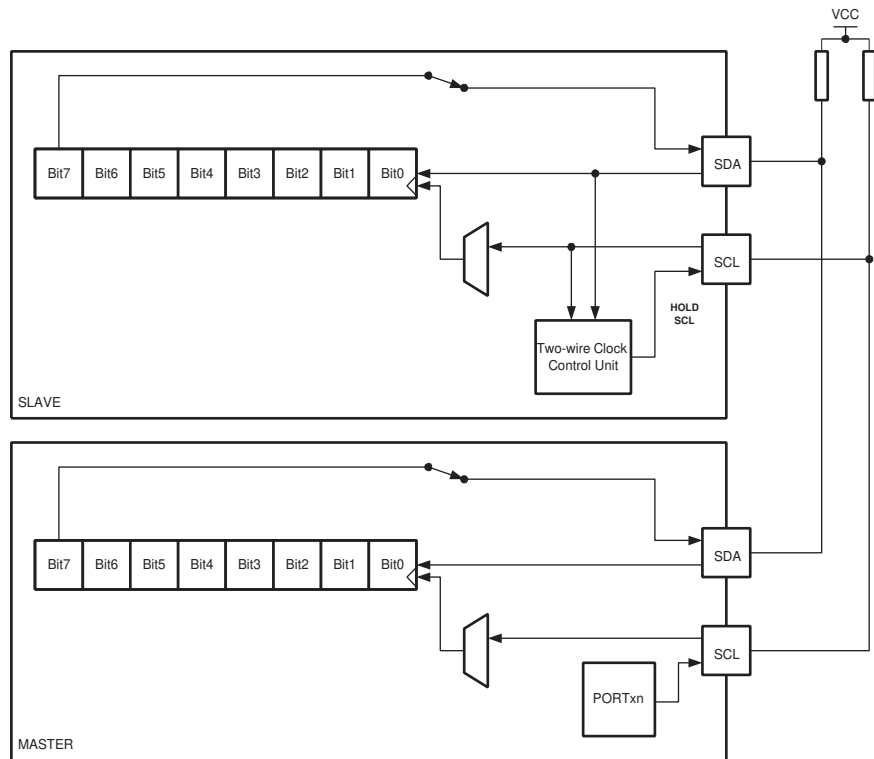 VCC
Bit7 Bit6 Bit5 Bit4 Bit3 Bit2 Bit1 Bit0
SDA
SCL
HOLD
SCL
Two-wire Clock
Control Unit
SLAVE
Bit7 Bit6 Bit5 Bit4 Bit3 Bit2 Bit1 Bit0
SDA
SCL
PORTxn
MASTER